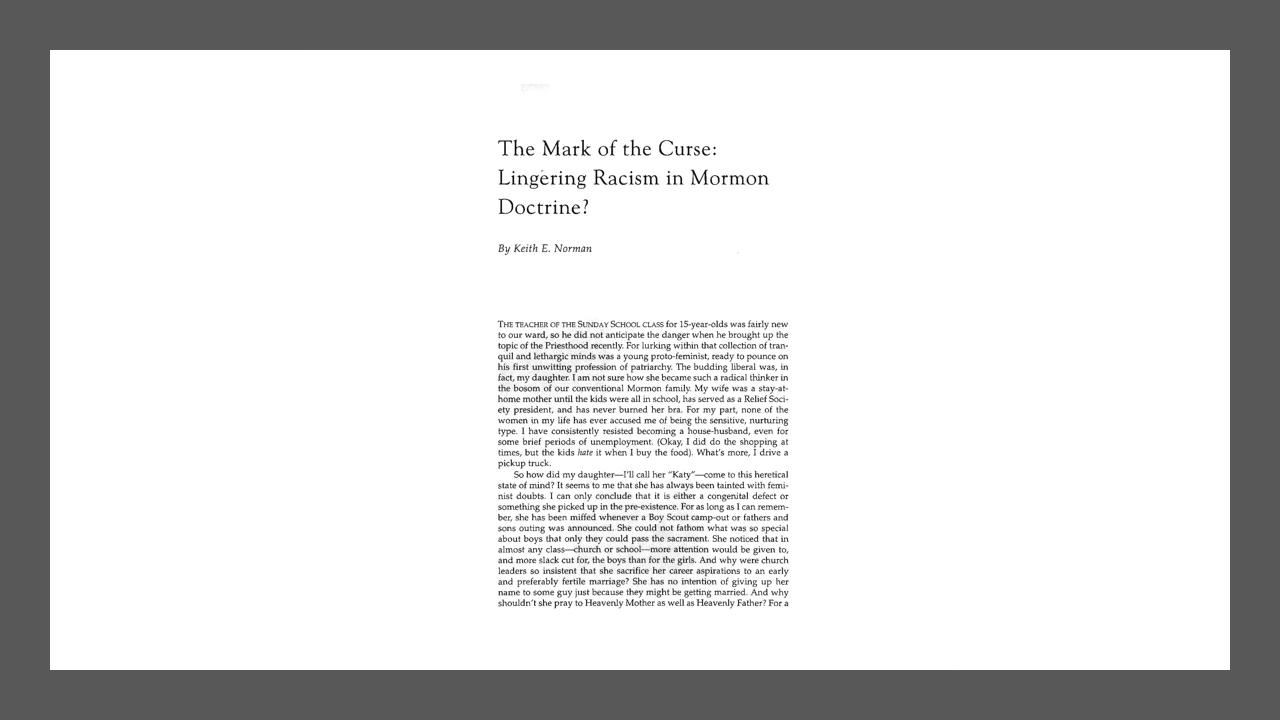 The Mark of the Curse:
Lingering Racism in Mormon
Doctrine?
By Keith E. Norman
THE TEACHER OF THE SUNDAY SCHOOL CLASS for 15-year-olds was fairly new
to our ward, so he did not anticipate the danger when he brought up the
topic of the Priesthood recently. For lurking within that collection of tran-
quil and lethargic minds was a young proto-feminist, ready to pounce on
his first unwitting profession of patriarchy. The budding liberal was, in
fact, my daughter. I am not sure how she became such a radical thinker in
the bosom of our conventional Mormon family. My wife was a stay-at-
home mother until the kids were all in school, has served as a Relief Soci-
ety president, and has never burned her bra. For my part, none of the
women in my life has ever accused me of being the sensitive, nurturing
type. I have consistently resisted becoming a house-husband, even for
some brief periods of unemployment. (Okay, I did do the shopping at
times, but the kids hate it when I buy the food). What's more, I drive a
pickup truck.
So how did my daughter—I'll call her "Katy"—come to this heretical
state of mind? It seems to me that she has always been tainted with femi-
nist doubts. I can only conclude that it is either a congenital defect or
something she picked up in the pre-existence. For as long as I can remem-
ber, she has been miffed whenever a Boy Scout camp-out or fathers and
sons outing was announced. She could not fathom what was so special
about boys that only they could pass the sacrament. She noticed that in
almost any class—church or school—more attention would be given to,
and more slack cut for, the boys than for the girls. And why were church
leaders so insistent that she sacrifice her career aspirations to an early
and preferably fertile marriage? She has no intention of giving up her
name to some guy just because they might be getting married. And why
shouldn't she pray to Heavenly Mother as well as Heavenly Father? For a